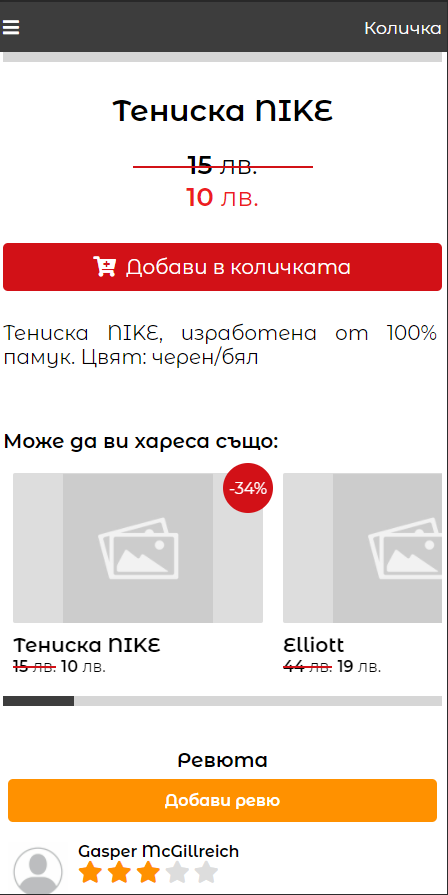 Количка
Тениска NIKE
15 лв.
10 лв.
Добави в количката
Тениска NIKE, изработена от 100%
памук. Цвят: черен/бял
Може да ви хареса също:
-34%
Тениска NIKE
15 лв. 10 лв.
Elliott
44 лв. 19 лв.
Ревюта
Добави ревю
Gasper McGillreich